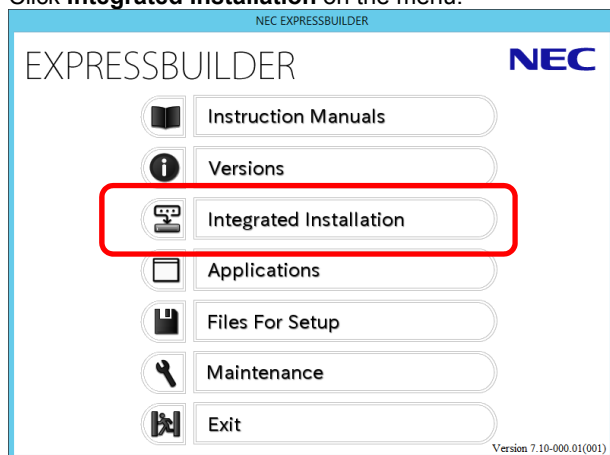 Click Integrated Installation on the menu.
NEC EXPRESSBUILDER
EXPRESSBUILDER
NEC
Instruction Manuals
Versions
Integrated Installation
Applications
Files For Setup
Maintenance
Exit
Version 7.10-000.01(001)